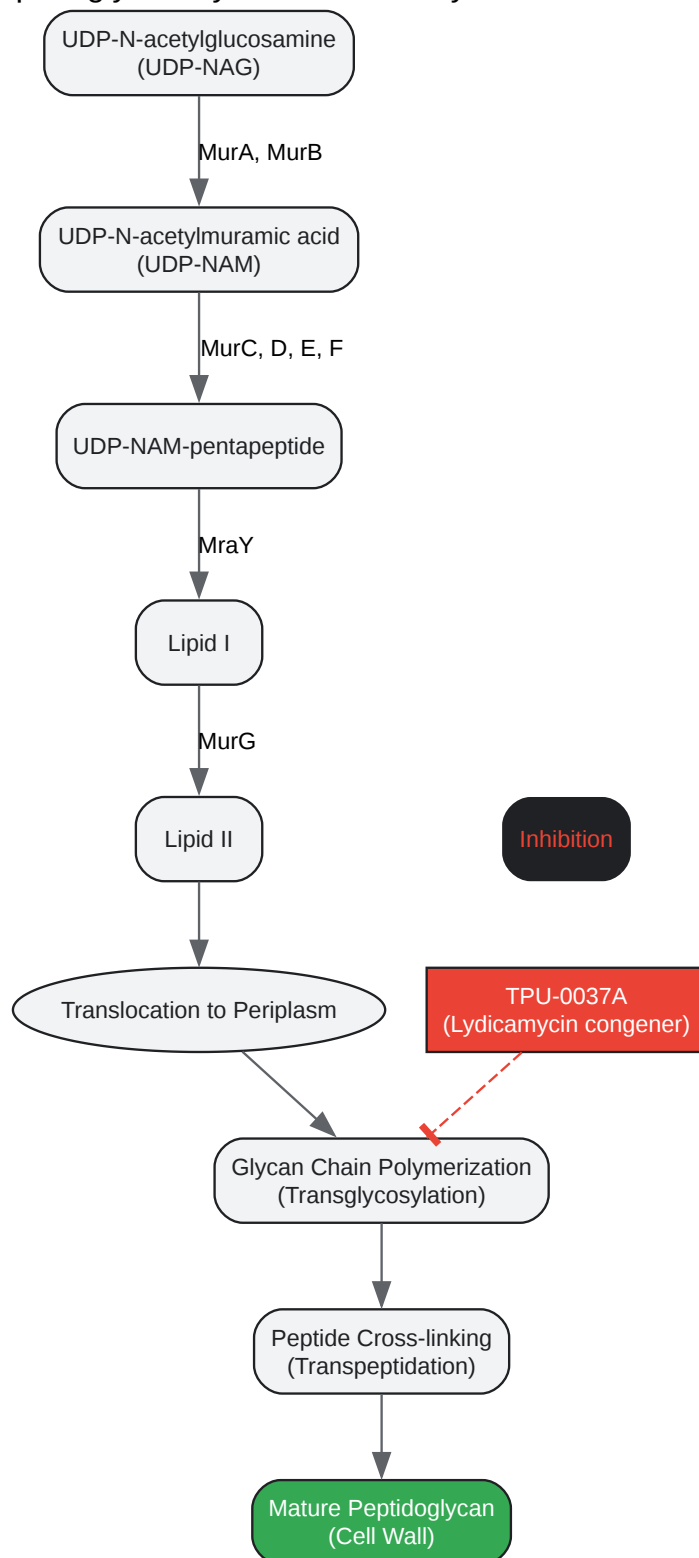 UDP-N-acetylglucosamine
(UDP-NAG)
MurA, MurB
UDP-N-acetylmuramic acid
(UDP-NAM)
MurC, D, E, F
UDP-NAM-pentapeptide
MraY
Lipid I
MurG
Lipid II
Inhibition
Translocation to Periplasm
TPU-0037A
(Lydicamycin congener)
Glycan Chain Polymerization
(Transglycosylation)
Peptide Cross-linking
(Transpeptidation)
Mature Peptidoglycan
(Cell Wall)